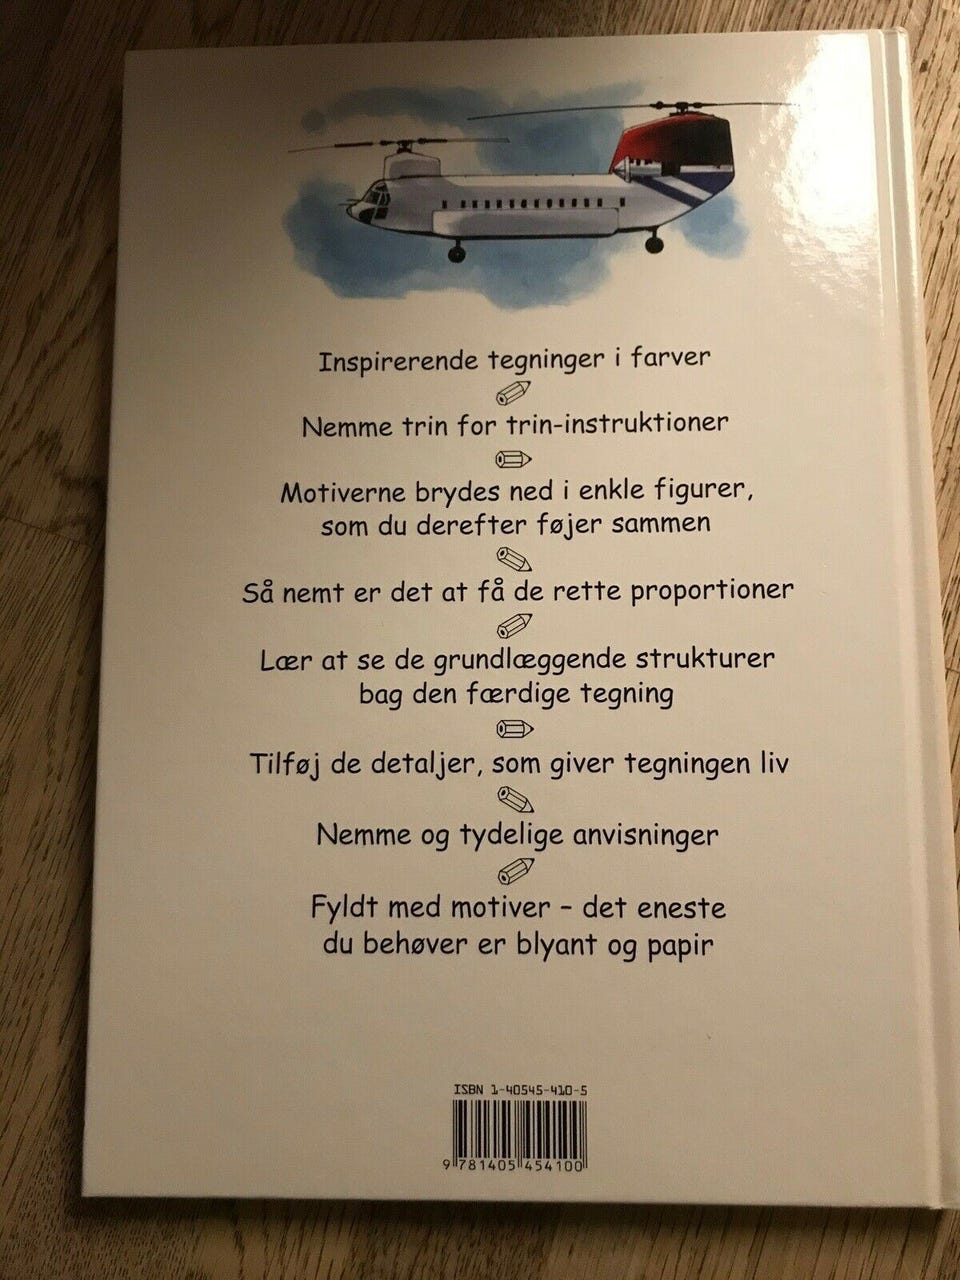 Inspirerende tegninger i farver
Nemme trin for trin-instruktioner
Motiverne brydes ned i enkle figurer,
som du derefter føjer sammen
Så nemt er det at få de rette proportioner
Lær at se de grundlæggende strukturer
bag den færdige tegning
Tilføj de detaljer, som giver tegningen liv
Nemme og tydelige anvisninger
Fyldt med motiver – det eneste
du behøver er blyant og papir
ISBN 1-40545-410-5
9 781405 454100